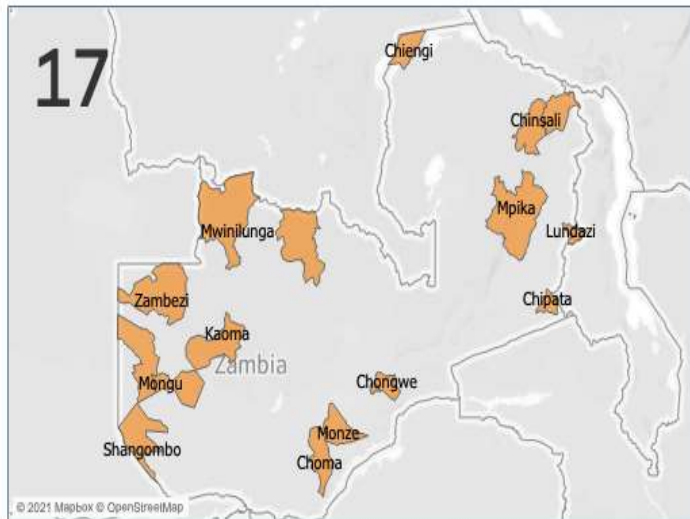 17
Chiengi
Chinsali
Mpika
Mwinilunga
Lundazi
Zambezi
Chipata
Kaoma
Zambia
Mongu
Chongwe
Monze
Shangombo
Choma
© 2021 Mapbox © OpenStreetMap